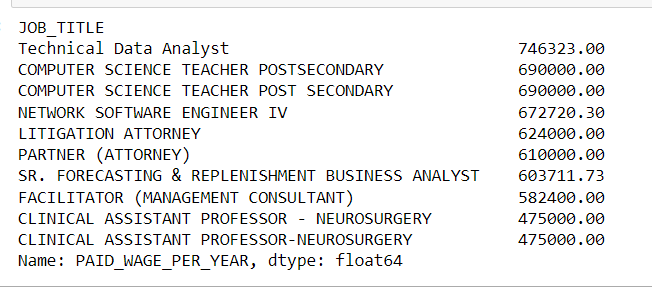 JOB_TITLE
Technical Data Analyst 746323.00
COMPUTER SCIENCE TEACHER POSTSECONDARY 690000.00
COMPUTER SCIENCE TEACHER POST SECONDARY 690000.00
NETWORK SOFTWARE ENGINEER IV 672720.30
LITIGATION ATTORNEY 624000.00
PARTNER (ATTORNEY) 610000.00
SR. FORECASTING & REPLENISHMENT BUSINESS ANALYST 603711.73
FACILITATOR (MANAGEMENT CONSULTANT) 582400.00
CLINICAL ASSISTANT PROFESSOR - NEUROSURGERY 475000.00
CLINICAL ASSISTANT PROFESSOR-NEUROSURGERY 475000.00
Name: PAID_WAGE_PER_YEAR, dtype: float64